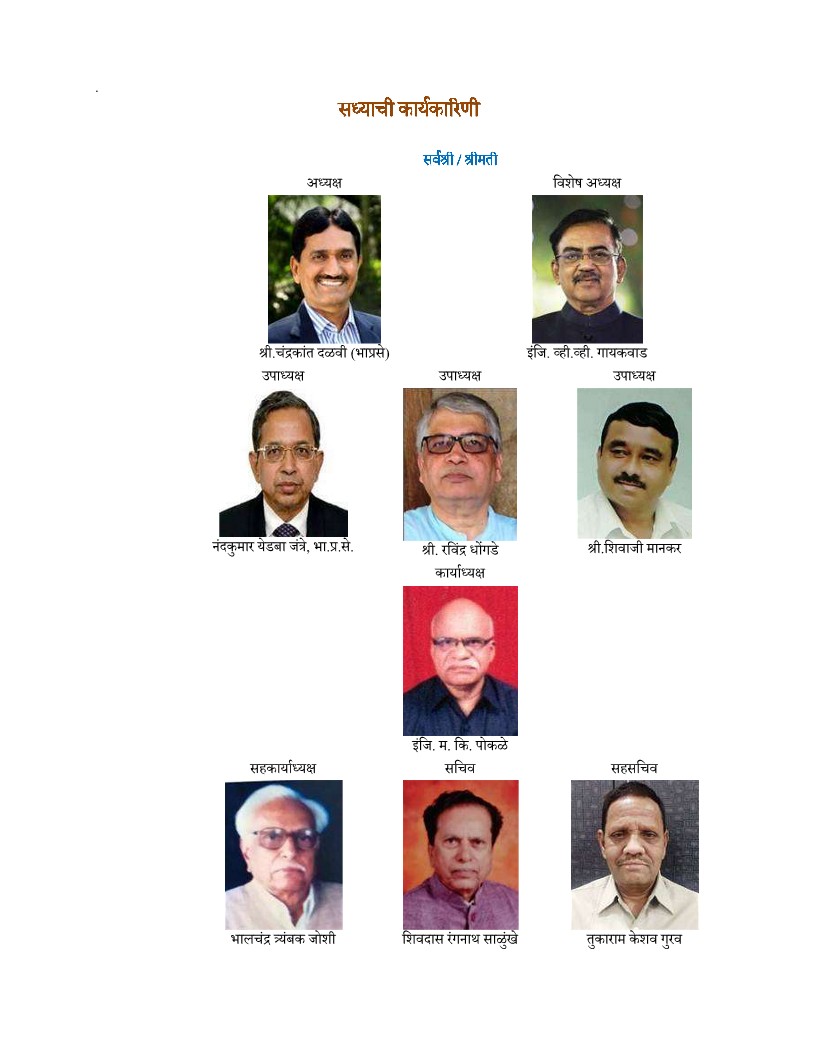 .
सध्याची कार्यकारिणी
सर्वश्री / श्रीमती
अध्यक्ष विशेष अध्यक्ष
श्री.चंद्रकांत दळवी (भाप्रसे) इंजि. व्ही.व्ही. गायकवाड
उपाध्यक्ष उपाध्यक्ष उपाध्यक्ष
नंदकुमार येडबा जंत्रे, भा.प्र.से. श्री. रविंद्र धोंगडे श्री.शिवाजी मानकर
कार्याध्यक्ष
इंजि. म. कि. पोकळे
सहकार्याध्यक्ष सचिव सहसचिव
भालचंद्र त्र्यंबक जोशी शिवदास रंगनाथ साळुंखे तुकाराम केशव गुरव